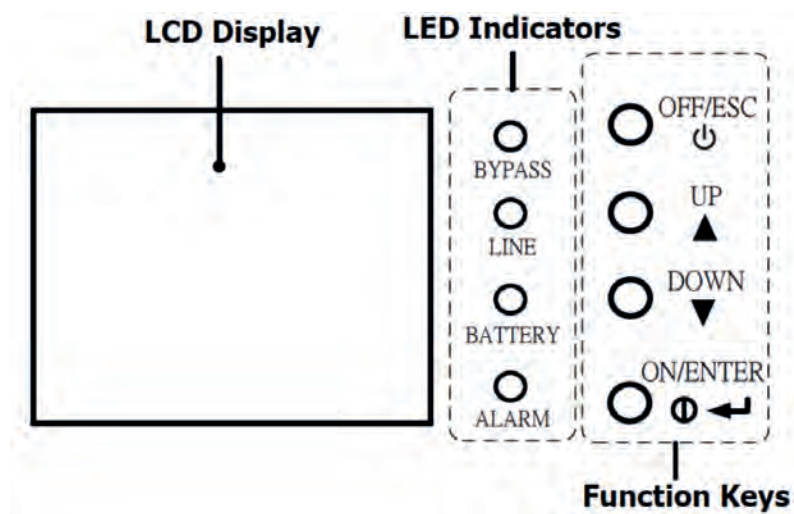 LCD Display
LED Indicators
BYPASS
LINE
BATTERY
ALARM
OFF/ESC
UP
DOWN
ON/ENTER
Function Keys